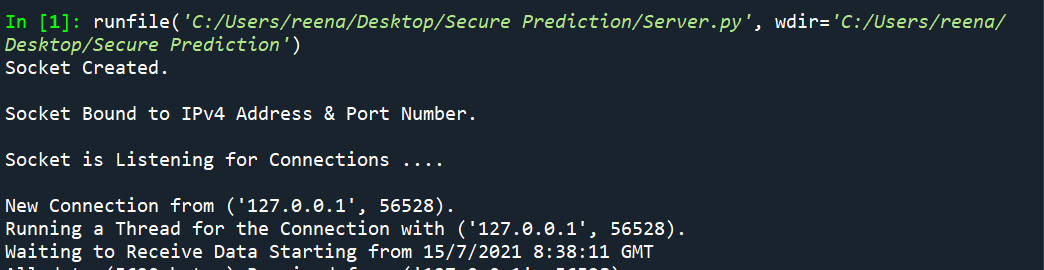 In [1]: runfile('C:/Users/reena/Desktop/Secure Prediction/Server.py', wdir='C:/Users/reena/
Desktop/Secure Prediction')
Socket Created.
Socket Bound to IPv4 Address & Port Number.
Socket is Listening for Connections ....
New Connection from ('127.0.0.1', 56528).
Running a Thread for the Connection with ('127.0.0.1', 56528).
Waiting to Receive Data Starting from 15/7/2021 8:38:11 GMT